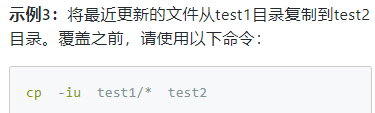 示例3：将最近更新的文件从test1目录复制到test2
目录。覆盖之前，请使用以下命令：
cp  -iu  test1/*  test2